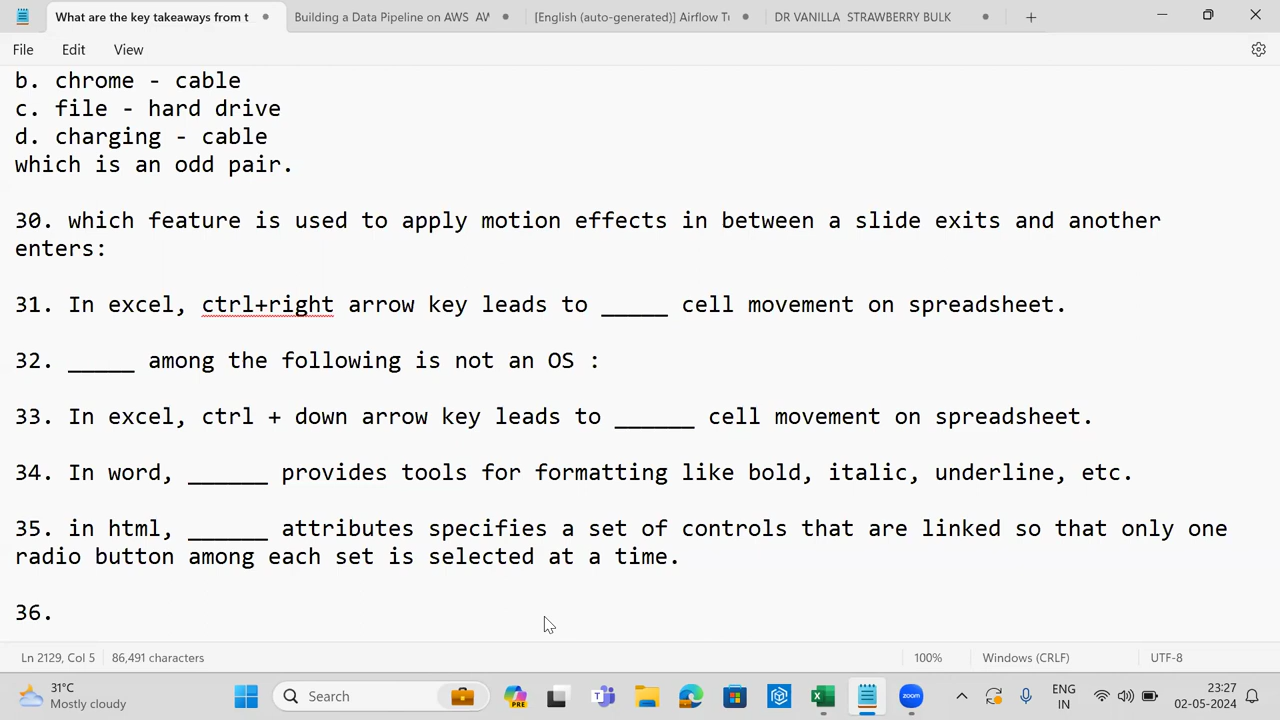 What are the key takeaways from t
Building a Data Pipeline on AWS AW
[English (auto-generated)] Airflow Tu
DR VANILLA STRAWBERRY BULK
File Edit View
b. chrome - cable
c. file - hard drive
d. charging - cable
which is an odd pair.
30. which feature is used to apply motion effects in between a slide exits and another
enters:
31. In excel, ctrl+right arrow key leads to _____ cell movement on spreadsheet.
32. _____ among the following is not an OS :
33. In excel, ctrl + down arrow key leads to ______ cell movement on spreadsheet.
34. In word, ______ provides tools for formatting like bold, italic, underline, etc.
35. in html, ______ attributes specifies a set of controls that are linked so that only one
radio button among each set is selected at a time.
36.
Ln 2129, Col 5 86,491 characters 100% Windows (CRLF) UTF-8
31°C
Mostly cloudy
Search
PRE
zoom
ENG
IN
23:27
02-05-2024